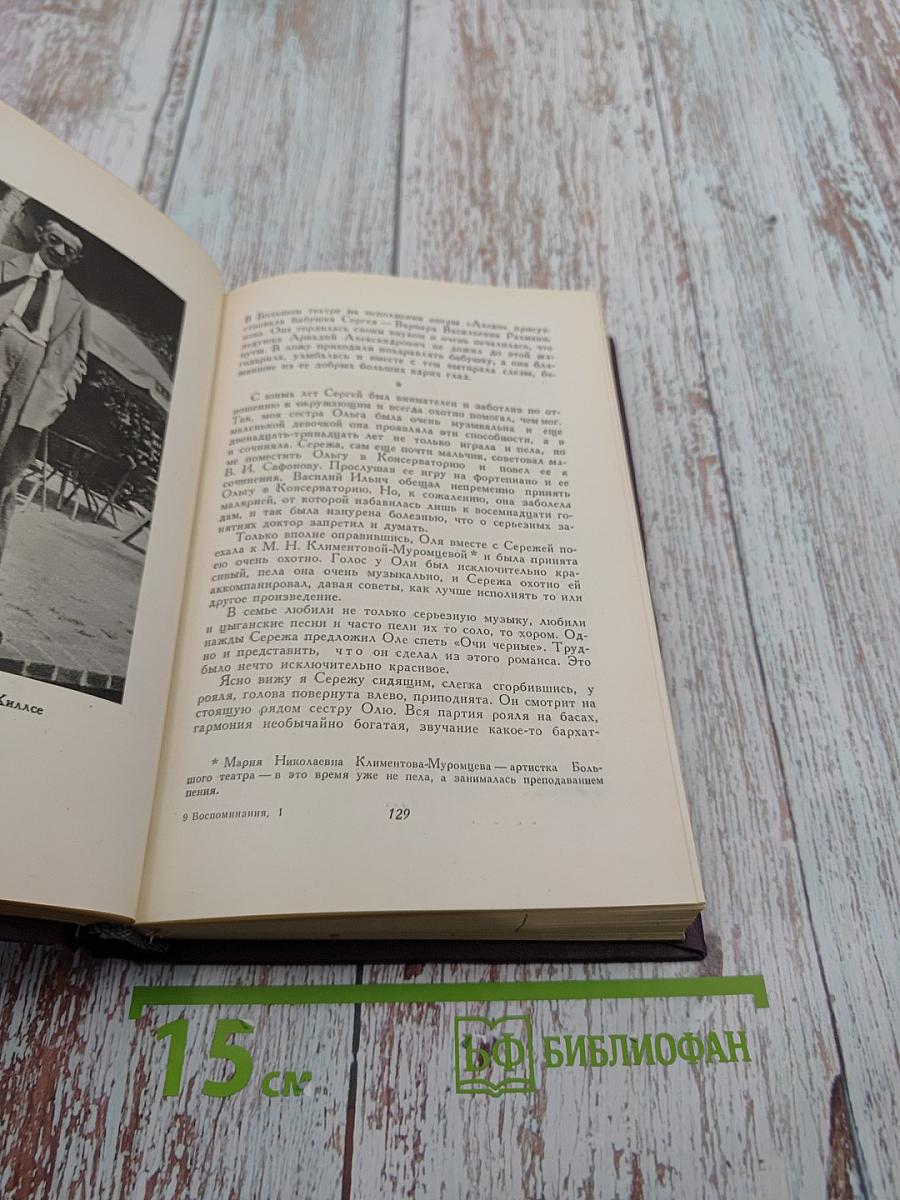 Киллсе
В Большом театре на исполнении оперы «Алеко» присут-
ствовала бабушка Сергея — Варвара Васильевна Рахмани-
нова. Она гордилась своим внуком и очень печалилась, что
дедушка Аркадий Александрович не дожил до этой ми-
нуты. В ложу приходили поздравлять бабушку, а она бла-
годарила, улыбалась и вместе с тем вытирала слезы, бе-
жавшие из ее добрых больших карих глаз.
*
С юных лет Сергей был внимателен и заботлив по от-
ношению к окружающим и всегда охотно помогал, чем мог.
Так, моя сестра Ольга была очень музыкальна и еще
маленькой девочкой она проявляла эти способности, а в
двенадцать-тринадцать лет не только играла и пела, но
и сочиняла. Сережа, сам еще почти мальчик, советовал ма-
ме поместить Ольгу в Консерваторию и повел ее к
В. И. Сафонову. Прослушав ее игру на фортепиано и ее
сочинения, Василий Ильич обещал непременно принять
Ольгу в Консерваторию. Но, к сожалению, она заболела
малярией, от которой избавилась лишь к восемнадцати го-
дам, и так была изнурена болезнью, что о серьезных за-
нятиях доктор запретил и думать.
Только вполне оправившись, Оля вместе с Сережей по-
ехала к М. Н. Климентовой-Муромцевой * и была принята
ею очень охотно. Голос у Оли был исключительно кра-
сивый, пела она очень музыкально, и Сережа охотно ей
аккомпанировал, давая советы, как лучше исполнять то или
другое произведение.
В семье любили не только серьезную музыку, любили
и цыганские песни и часто пели их то соло, то хором. Од-
нажды Сережа предложил Оле спеть «Очи черные». Труд-
но и представить, что он сделал из этого романса. Это
было нечто исключительно красивое.
Ясно вижу я Сережу сидящим, слегка сгорбившись, у
рояля, голова повернута влево, приподнята. Он смотрит на
стоящую рядом сестру Олю. Вся партия рояля на басах,
гармония необычайно богатая, звучание какое-то бархат-
* Мария Николаевна Климентова-Муромцева — артистка Боль-
шого театра — в это время уже не пела, а занималась преподаванием
пения.
9 Воспоминания, I
129
15 см
БФ БИБЛИОФАН